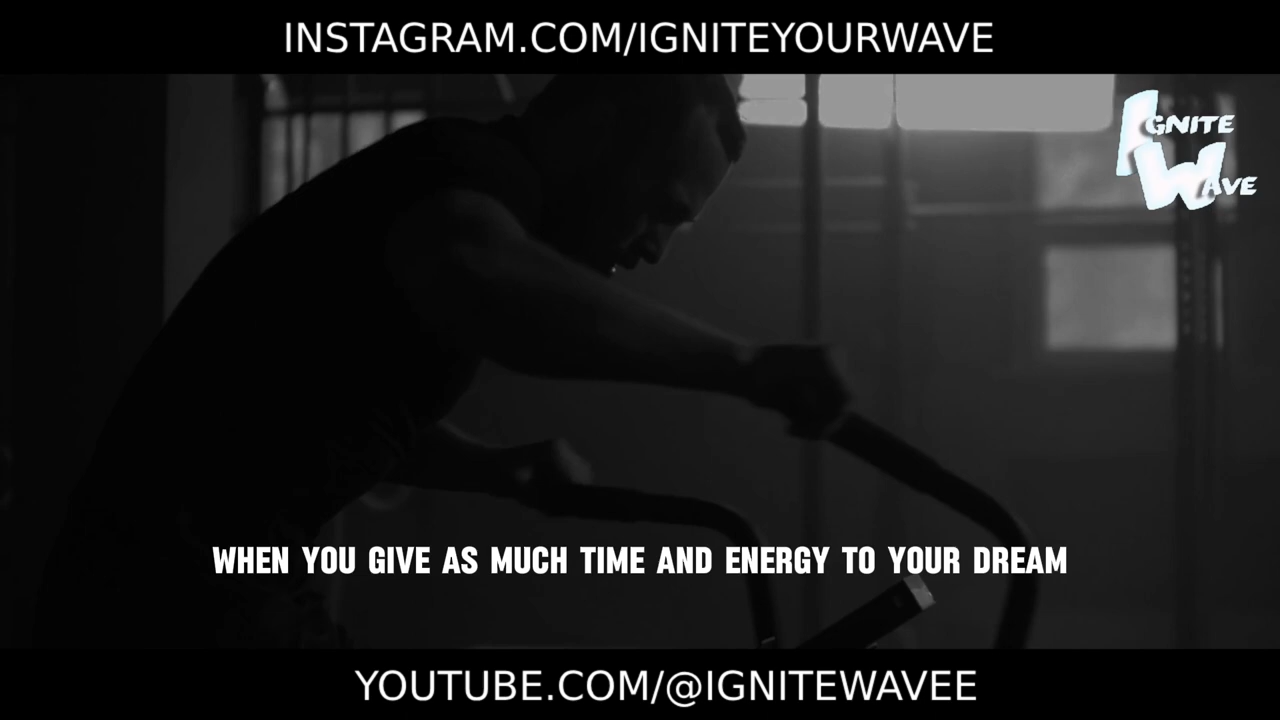 INSTAGRAM.COM/IGNITEYOURWAVE
IGNITE
WAVE
WHEN YOU GIVE AS MUCH TIME AND ENERGY TO YOUR DREAM
YOUTUBE.COM/@IGNITEWAVEE